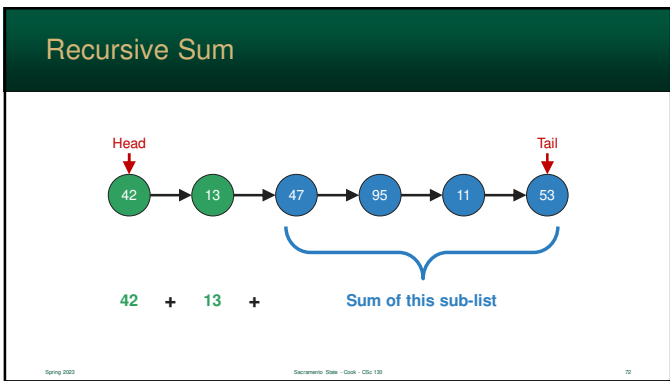 Recursive Sum
Head Tail
42 13 47 95 11 53
42 + 13 + Sum of this sub-list
Spring 2023 Sacramento State - Cook - CSc 130 72